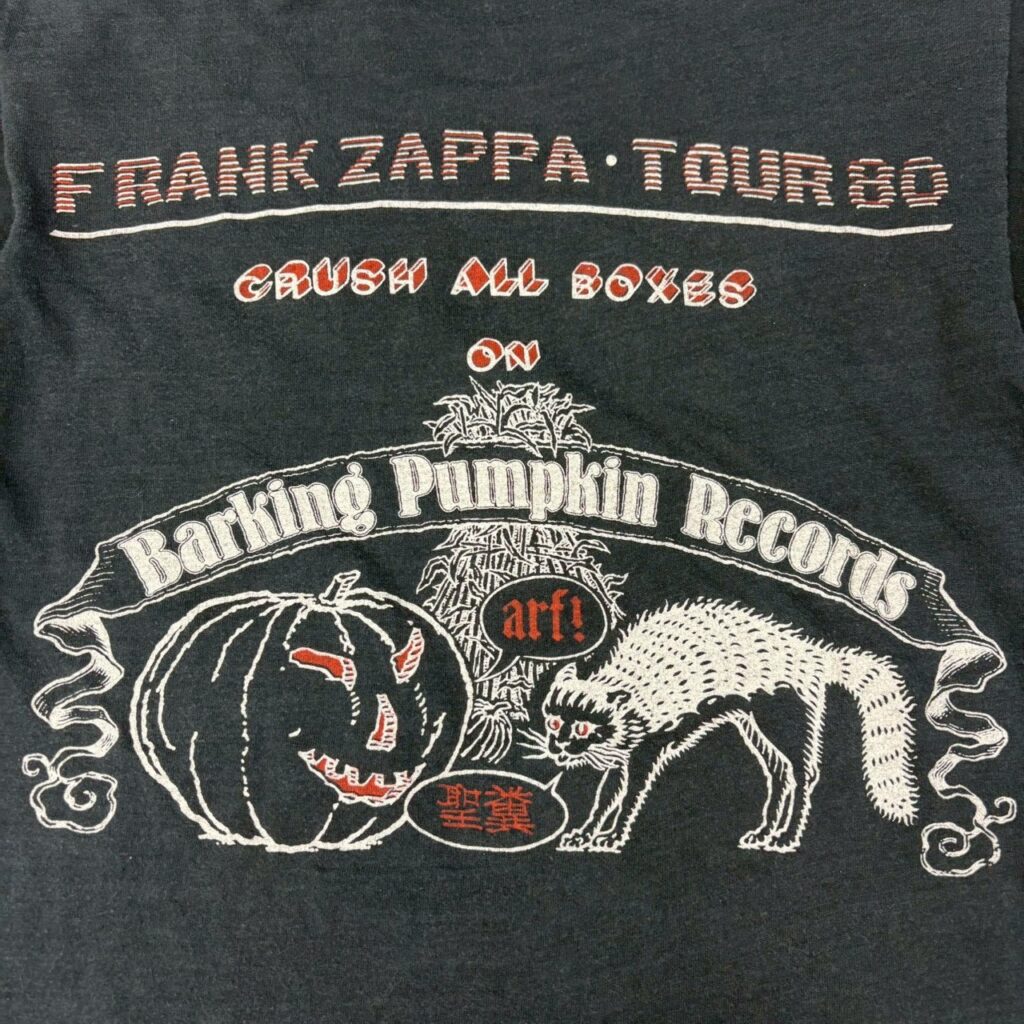 FRANK ZAPPA · TOUR 80
CRUSH ALL BOXES
ON
Barking Pumpkin Records
arf!
聖糞